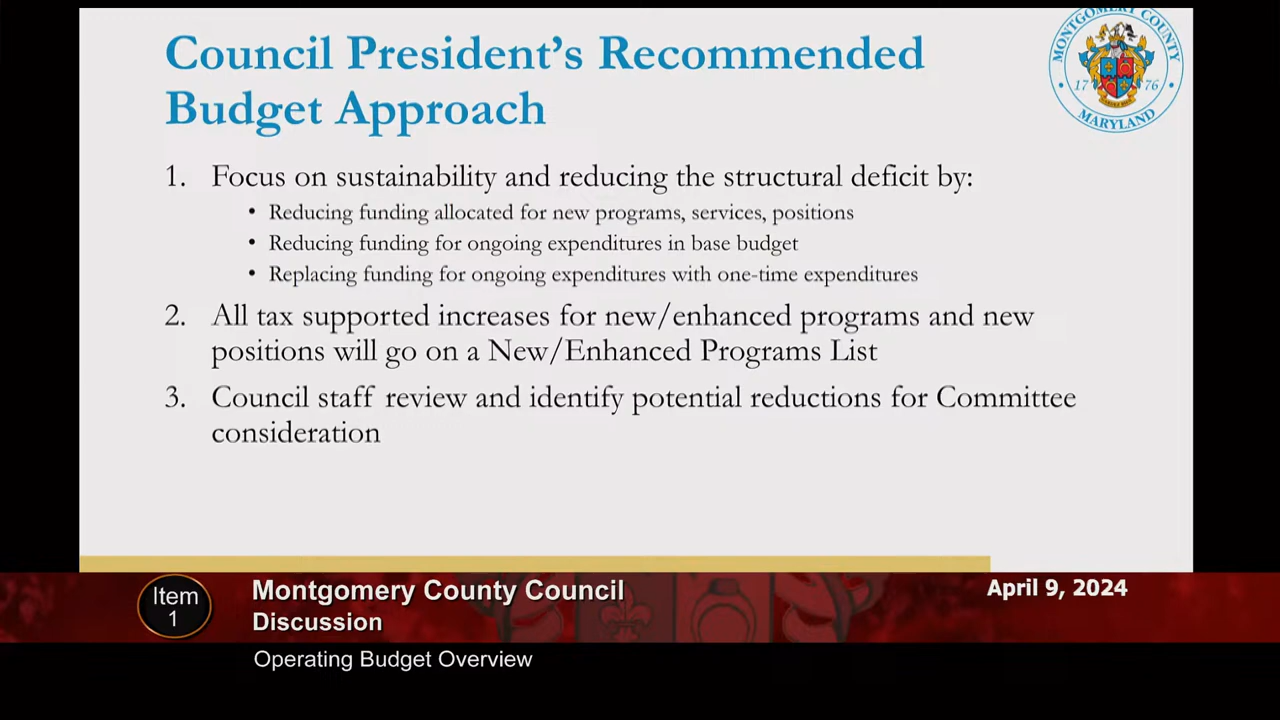 Council President's Recommended
Budget Approach
MONTGOMERY COUNTY
17 76
MARYLAND
1. Focus on sustainability and reducing the structural deficit by:
• Reducing funding allocated for new programs, services, positions
• Reducing funding for ongoing expenditures in base budget
• Replacing funding for ongoing expenditures with one-time expenditures
2. All tax supported increases for new/enhanced programs and new
positions will go on a New/Enhanced Programs List
3. Council staff review and identify potential reductions for Committee
consideration
Item
1
Montgomery County Council
Discussion
April 9, 2024
Operating Budget Overview